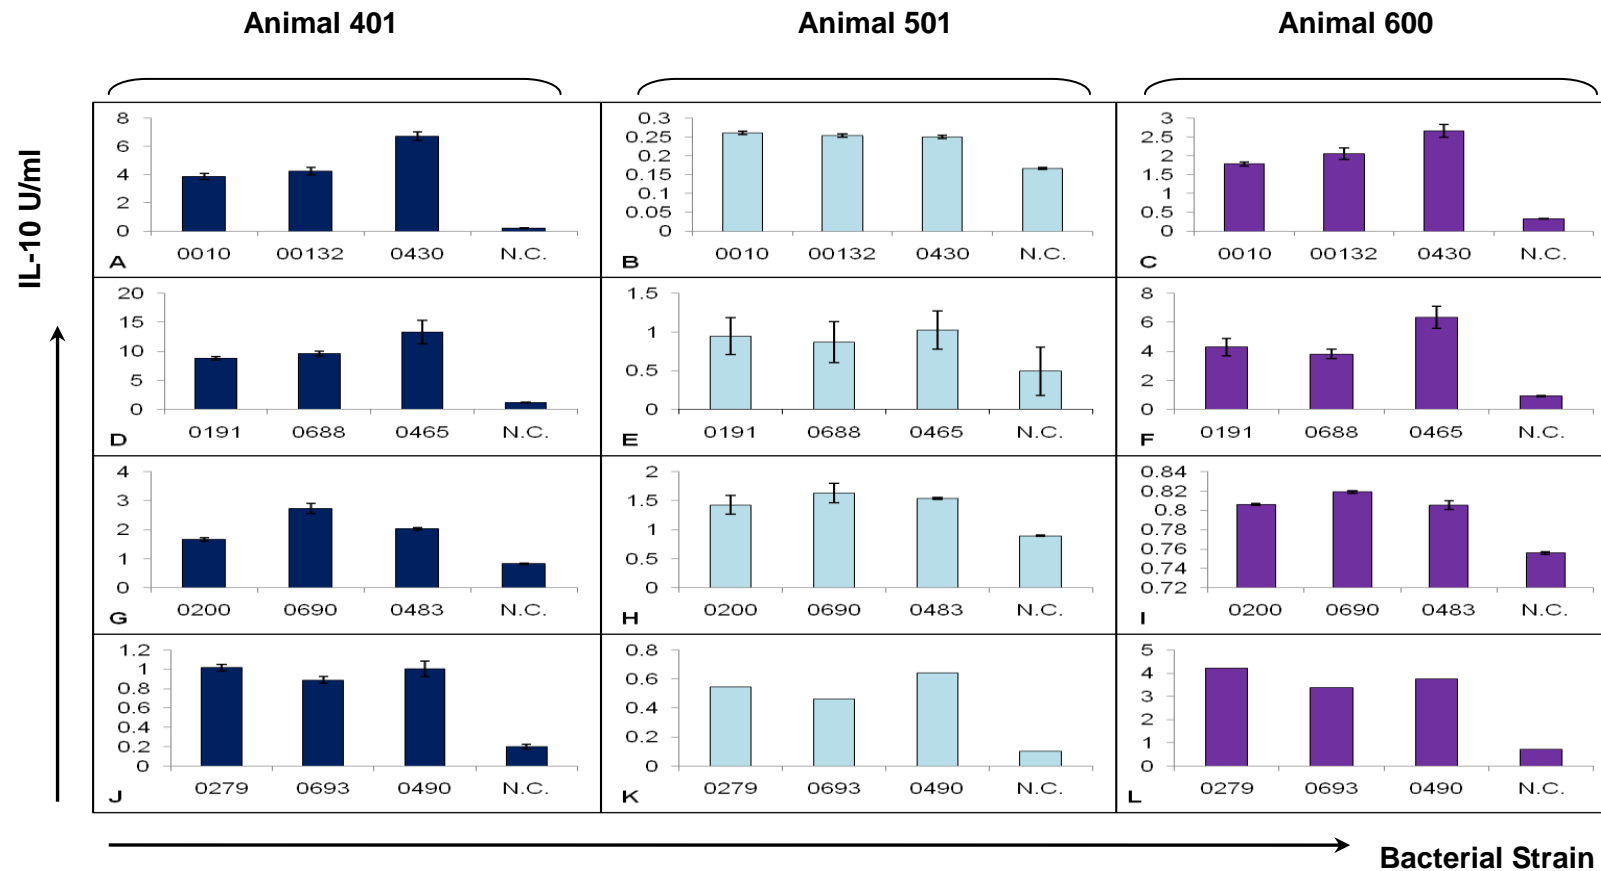 Animal 401 Animal 501 Animal 600
IL-10 U/ml
8
6
4
2
0
0010 00132 0430 N.C.
A
0.3
0.25
0.2
0.15
0.1
0.05
0
0010 00132 0430 N.C.
B
3
2.5
2
1.5
1
0.5
0
0010 00132 0430 N.C.
C
20
15
10
5
0
0191 0688 0465 N.C.
D
1.5
1
0.5
0
0191 0688 0465 N.C.
E
8
6
4
2
0
0191 0688 0465 N.C.
F
4
3
2
1
0
0200 0690 0483 N.C.
G
2
1.5
1
0.5
0
0200 0690 0483 N.C.
H
0.84
0.82
0.8
0.78
0.76
0.74
0.72
0200 0690 0483 N.C.
I
1.2
1
0.8
0.6
0.4
0.2
0
0279 0693 0490 N.C.
J
0.8
0.6
0.4
0.2
0
0279 0693 0490 N.C.
K
5
4
3
2
1
0
0279 0693 0490 N.C.
L
Bacterial Strain